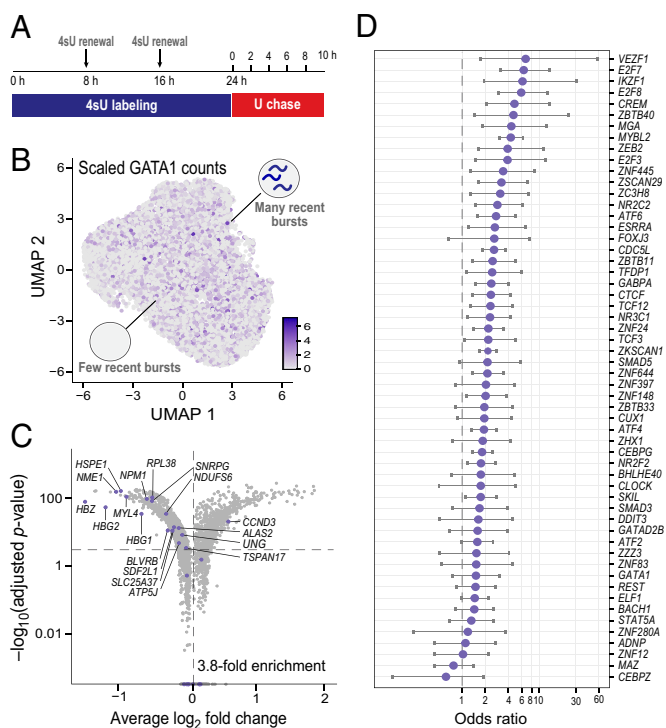 A
4sU renewal 4sU renewal
0 2 4 6 8 10 h
0 h 8 h 16 h 24 h
4sU labeling U chase
B
Scaled GATA1 counts
Many recent
bursts
Few recent bursts
UMAP 2
6
3
0
−3
−6
−6 −3 0 3 6
UMAP 1
6
4
2
0
C
HSPE1
NME1
NPM1
RPL38
SNRPG
NDUFS6
HBZ
HBG2
MYL4
HBG1
BLVRB
SDF2L1
SLC25A37
ATP5J
CCND3
ALAS2
UNG
TSPAN17
3.8-fold enrichment
−log10(adjusted p-value)
100
1
0.01
−1 0 1 2
Average log2 fold change
D
VEZF1
E2F7
IKZF1
E2F8
CREM
ZBTB40
MGA
MYBL2
ZEB2
E2F3
ZNF445
ZSCAN29
ZC3H8
NR2C2
ATF6
ESRRA
FOXJ3
CDC5L
ZBTB11
TFDP1
GABPA
CTCF
TCF12
NR3C1
ZNF24
TCF3
ZKSCAN1
SMAD5
ZNF644
ZNF397
ZNF148
ZBTB33
CUX1
ATF4
ZHX1
CEBPG
NR2F2
BHLHE40
CLOCK
SKIL
SMAD3
DDIT3
GATAD2B
ATF2
ZZZ3
ZNF83
GATA1
REST
ELF1
BACH1
STAT5A
ZNF280A
ADNP
ZNF12
MAZ
CEBPZ
1 2 4 6 8 10 30 60
Odds ratio